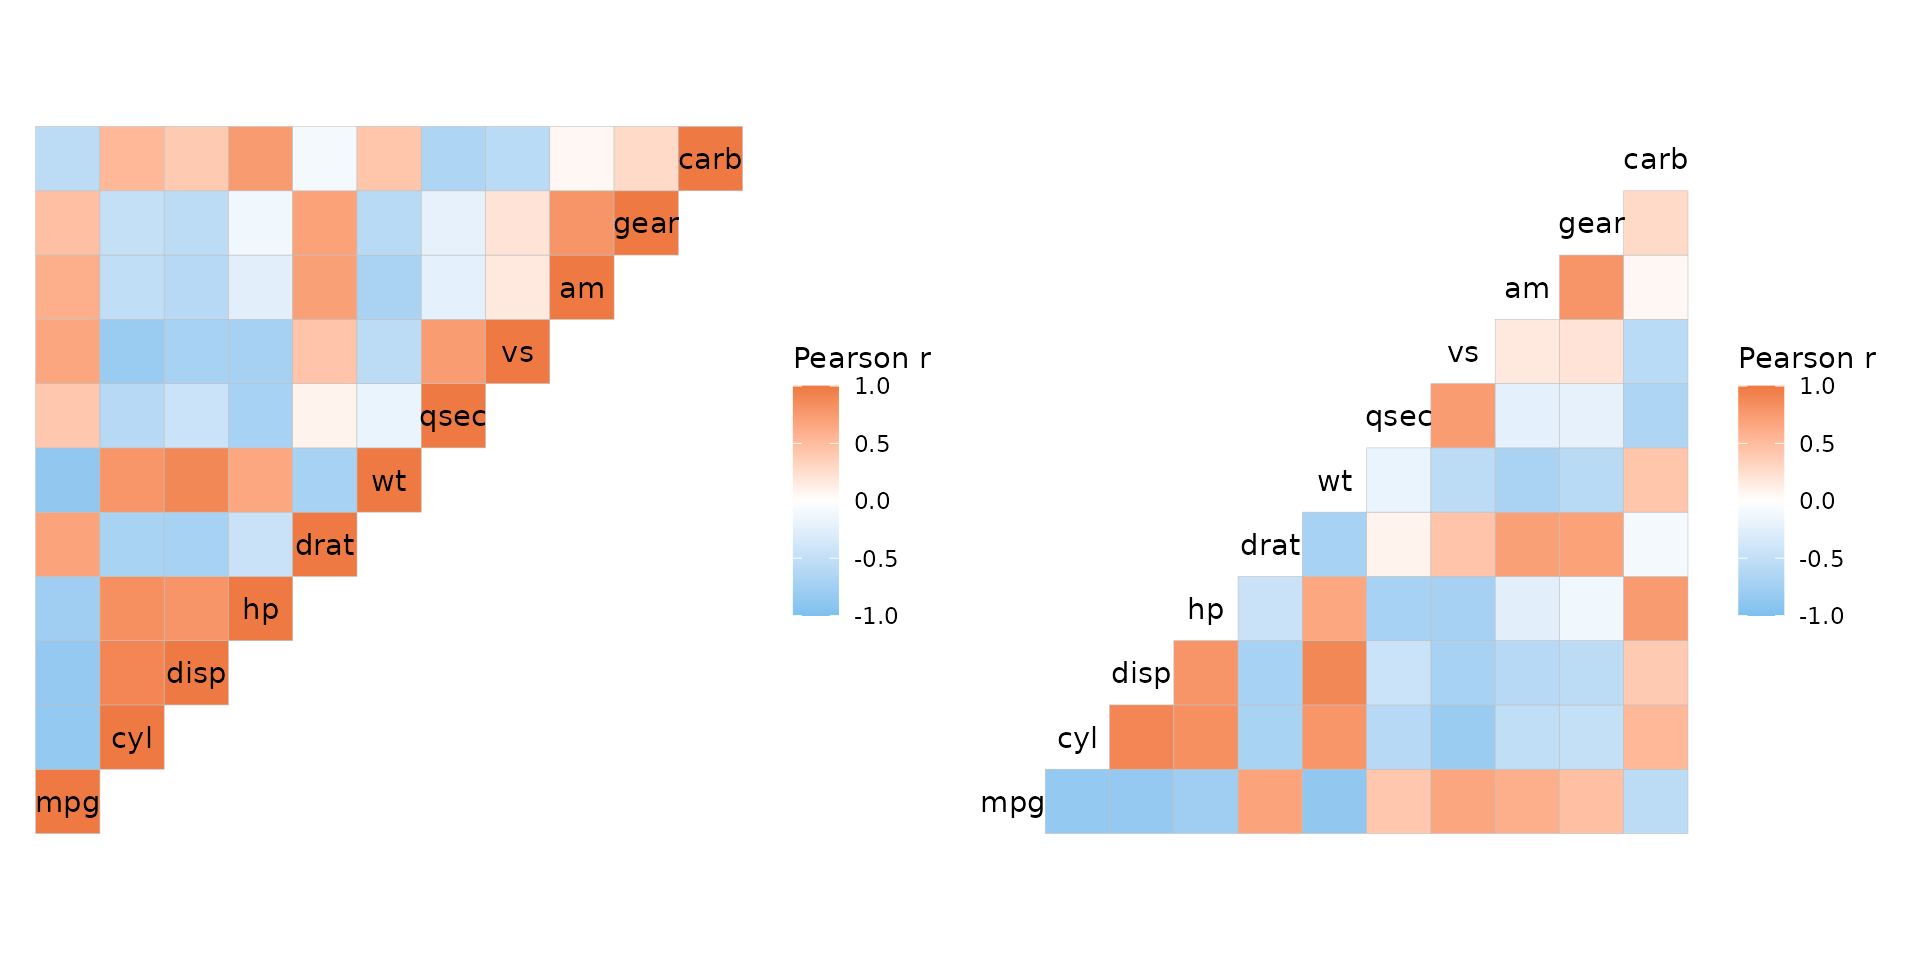 carb
gear
am
vs
qsec
wt
drat
hp
disp
cyl
mpg
Pearson r
1.0
0.5
0.0
-0.5
-1.0
carb
gear
am
vs
qsec
wt
drat
hp
disp
cyl
mpg
Pearson r
1.0
0.5
0.0
-0.5
-1.0